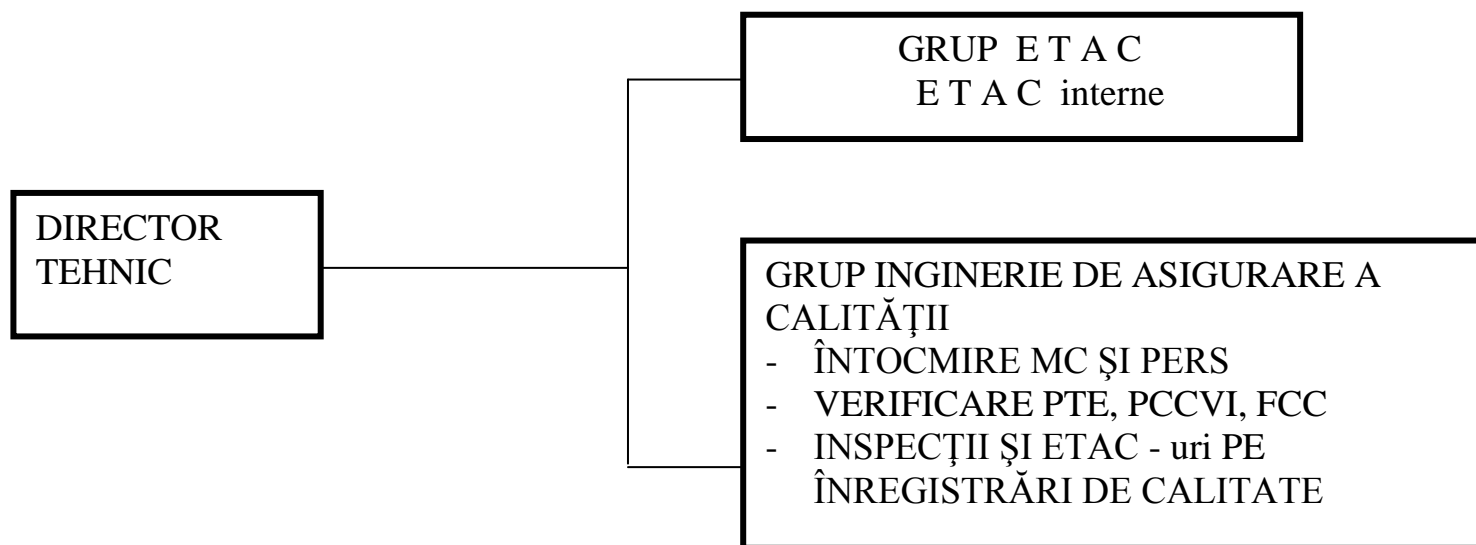 GRUP E T A C
E T A C interne
DIRECTOR
TEHNIC
GRUP INGINERIE DE ASIGURARE A
CALITĂŢII
- ÎNTOCMIRE MC ŞI PERS
- VERIFICARE PTE, PCCVI, FCC
- INSPECŢII ŞI ETAC - uri PE
ÎNREGISTRĂRI DE CALITATE